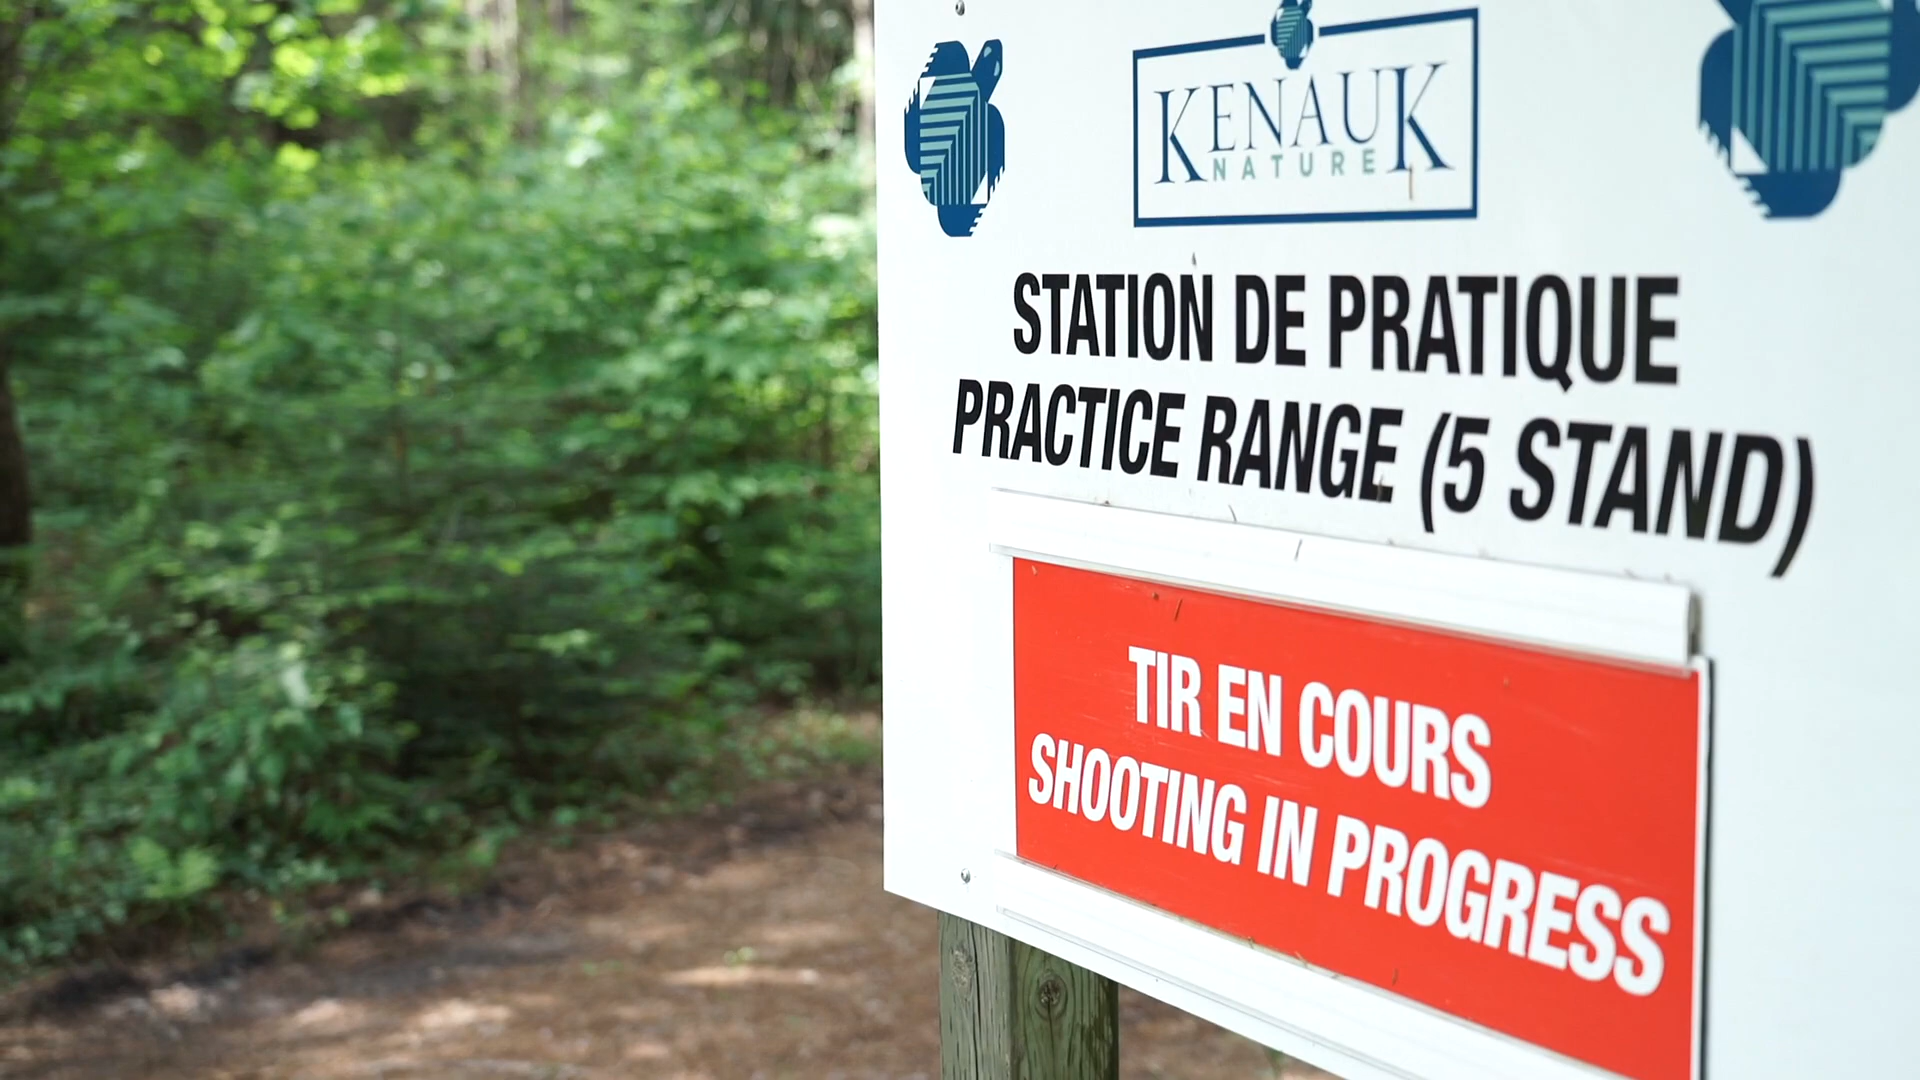 KENAUK
NATURE
STATION DE PRATIQUE
PRACTICE RANGE (5 STAND)
TIR EN COURS
SHOOTING IN PROGRESS